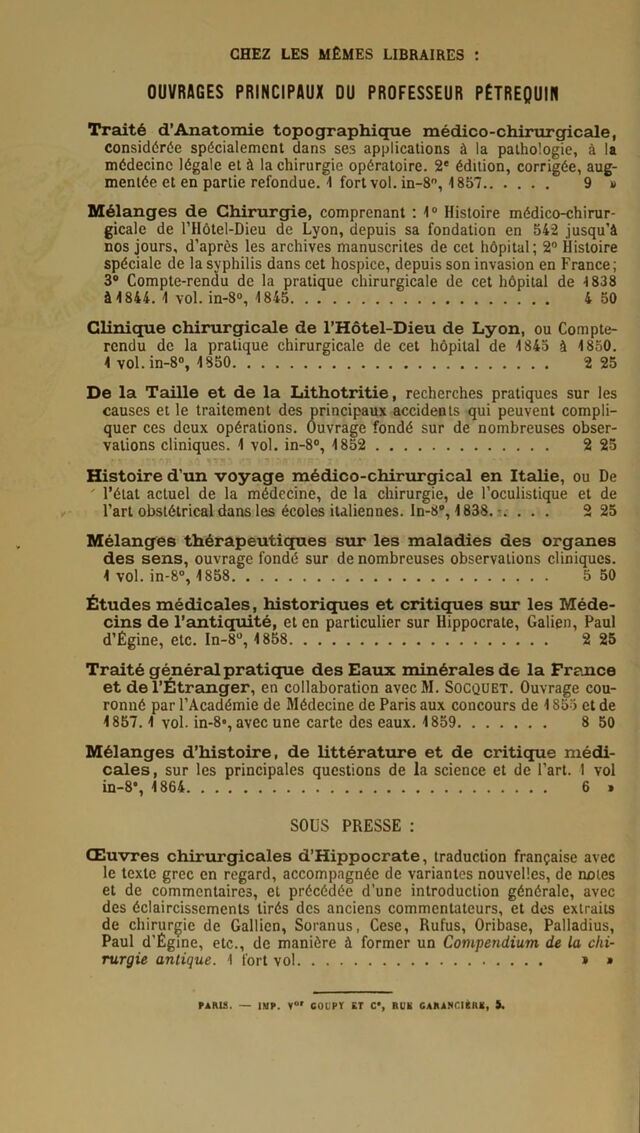 CHEZ LES MÊMES LIBRAIRES :
OUVRAGES PRINCIPAUX DU PROFESSEUR PÉTREQUIN
Traité d'Anatomie topographique médico-chirurgicale,
considérée spécialement dans ses applications à la pathologie, à la
médecine légale et à la chirurgie opératoire. 2e édition, corrigée, aug-
mentée et en partie refondue. 1 fort vol. in-8°, 1857. . . . . . 9 »
Mélanges de Chirurgie, comprenant : 1° Histoire médico-chirur-
gicale de l'Hôtel-Dieu de Lyon, depuis sa fondation en 542 jusqu'à
nos jours, d'après les archives manuscrites de cet hôpital; 2° Histoire
spéciale de la syphilis dans cet hospice, depuis son invasion en France;
3° Compte-rendu de la pratique chirurgicale de cet hôpital de 1838
à 1844. 1 vol. in-8°, 1845. . . . . . . . . . . . . . . . . . . 4 50
Clinique chirurgicale de l'Hôtel-Dieu de Lyon, ou Compte-
rendu de la pratique chirurgicale de cet hôpital de 1845 à 1850.
1 vol. in-8°, 1850. . . . . . . . . . . . . . . . . . . . . . . 2 25
De la Taille et de la Lithotritie, recherches pratiques sur les
causes et le traitement des principaux accidents qui peuvent compli-
quer ces deux opérations. Ouvrage fondé sur de nombreuses obser-
vations cliniques. 1 vol. in-8°, 1852 . . . . . . . . . . . . . 2 25
Histoire d'un voyage médico-chirurgical en Italie, ou De
l'état actuel de la médecine, de la chirurgie, de l'oculistique et de
l'art obstétrical dans les écoles italiennes. In-8°, 1838. . . . . . 2 25
Mélanges thérapeutiques sur les maladies des organes
des sens, ouvrage fondé sur de nombreuses observations cliniques.
1 vol. in-8°, 1858. . . . . . . . . . . . . . . . . . . . . . . 5 50
Études médicales, historiques et critiques sur les Méde-
cins de l'antiquité, et en particulier sur Hippocrate, Galien, Paul
d'Égine, etc. In-8°, 1858. . . . . . . . . . . . . . . . . . . 2 25
Traité général pratique des Eaux minérales de la France
et de l'Étranger, en collaboration avec M. SOCQUET. Ouvrage cou-
ronné par l'Académie de Médecine de Paris aux concours de 1855 et de
1857. 1 vol. in-8°, avec une carte des eaux. 1859. . . . . . . 8 50
Mélanges d'histoire, de littérature et de critique médi-
cales, sur les principales questions de la science et de l'art. 1 vol
in-8°, 1864. . . . . . . . . . . . . . . . . . . . . . . . . . 6 »
SOUS PRESSE :
Œuvres chirurgicales d'Hippocrate, traduction française avec
le texte grec en regard, accompagnée de variantes nouvelles, de notes
et de commentaires, et précédée d'une introduction générale, avec
des éclaircissements tirés des anciens commentateurs, et des extraits
de chirurgie de Gallien, Soranus, Cese, Rufus, Oribase, Palladius,
Paul d'Égine, etc., de manière à former un Compendium de la chi-
rurgie antique. 1 fort vol. . . . . . . . . . . . . . . . . . . » »
PARIS. — IMP. Vor GOUPY ET Ce, RUE GARANCIÈRE, 5.